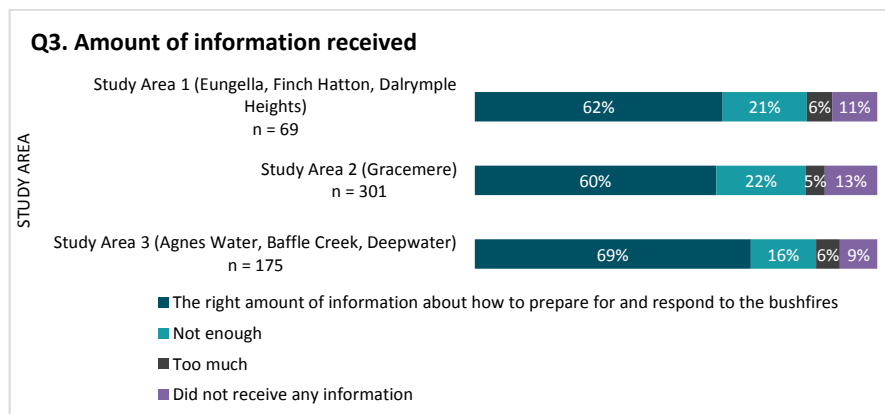 Q3. Amount of information received
STUDY AREA
Study Area 1 (Eungella, Finch Hatton, Dalrymple
Heights)
n = 69
62% 21% 6% 11%
Study Area 2 (Gracemere)
n = 301
60% 22% 5% 13%
Study Area 3 (Agnes Water, Baffle Creek, Deepwater)
n = 175
69% 16% 6% 9%
The right amount of information about how to prepare for and respond to the bushfires
Not enough
Too much
Did not receive any information